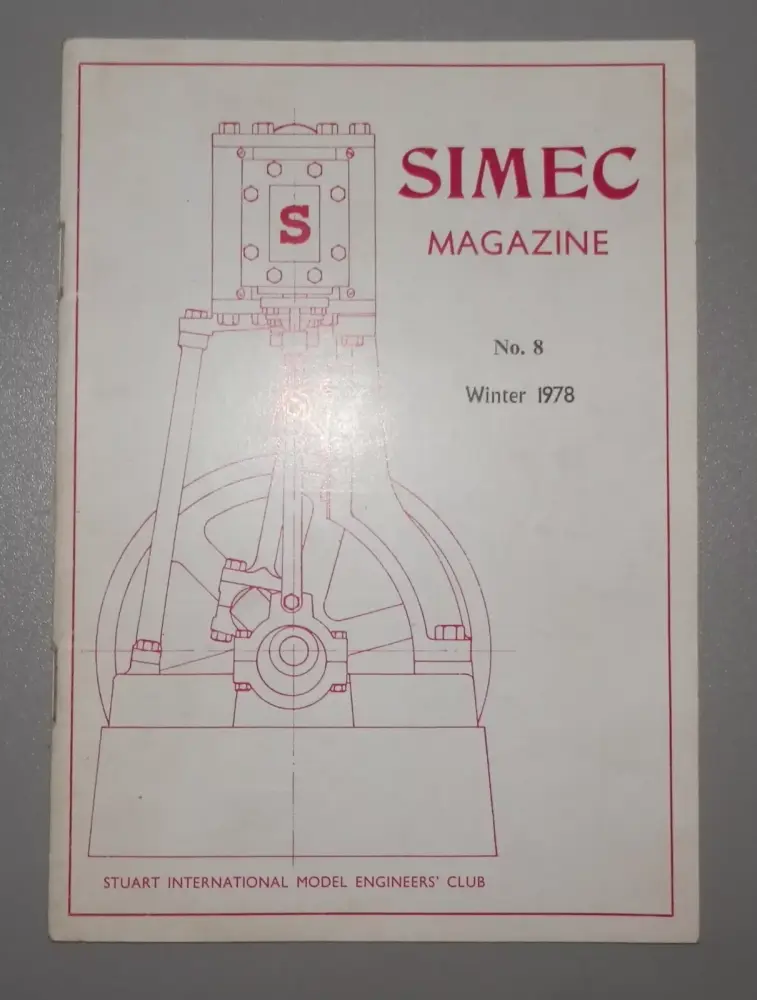 SIMEC
MAGAZINE
S
No. 8
Winter 1978
S
STUART INTERNATIONAL MODEL ENGINEERS' CLUB